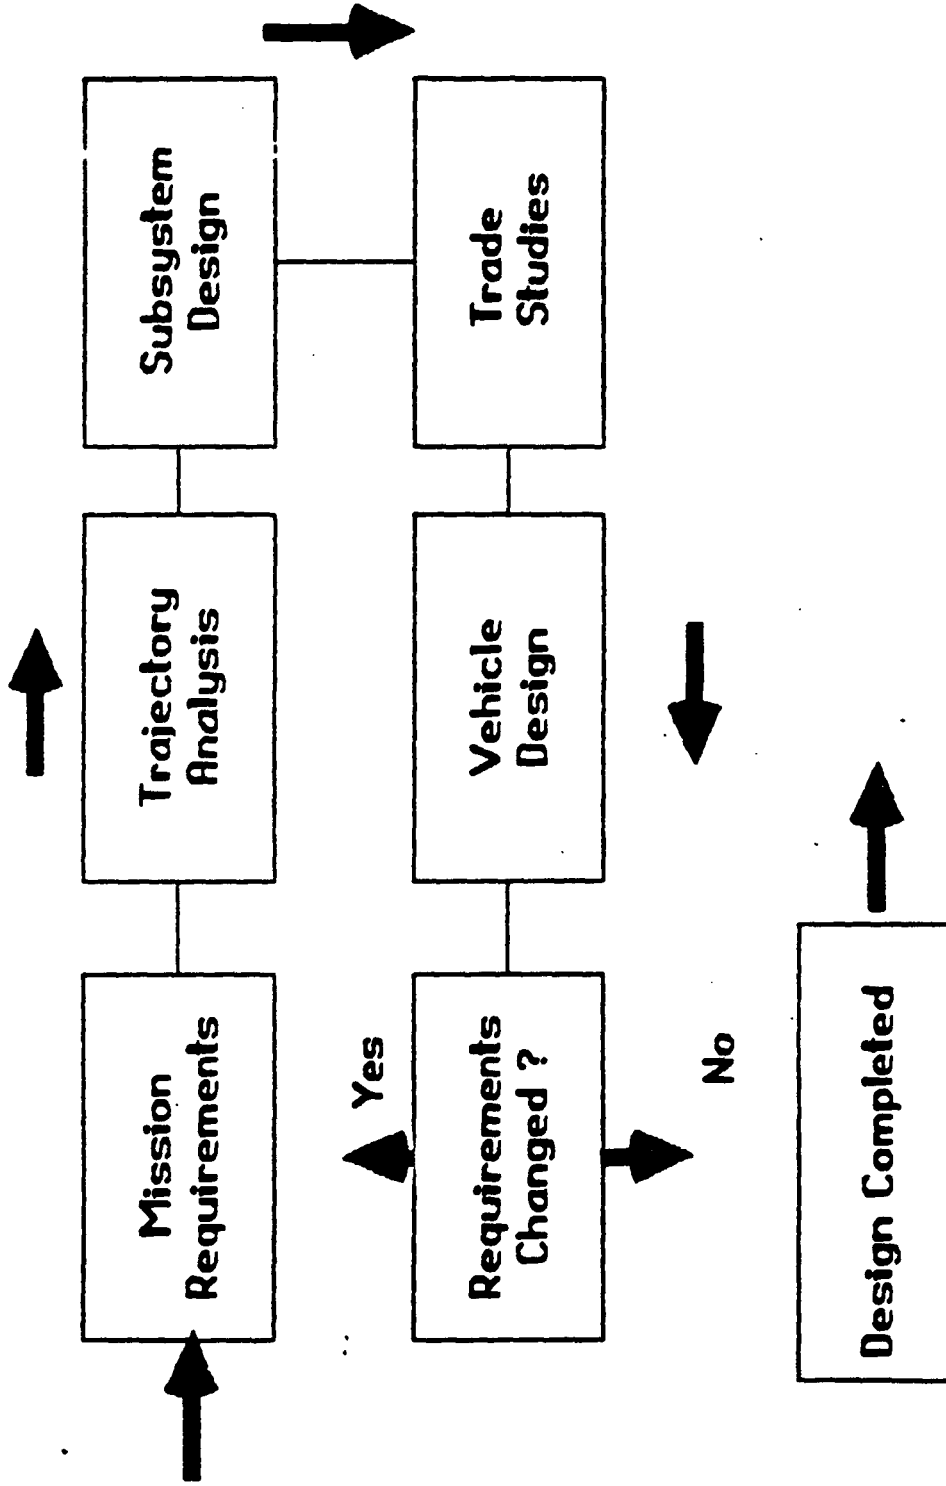 Mission
Requirements
Trajectory
Analysis
Subsystem
Design
Yes
Requirements
Changed ?
Vehicle
Design
Trade
Studies
No
Design Completed